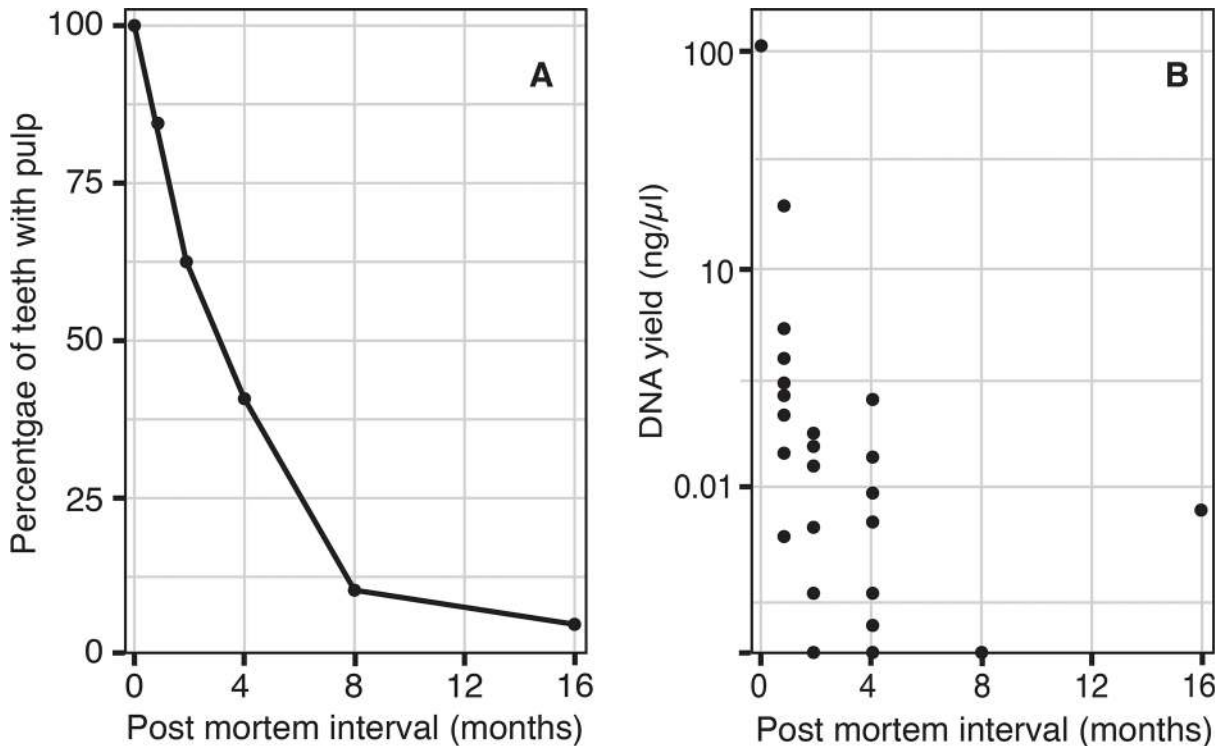 A
Percentgae of teeth with pulp
100
75
50
25
0
0 4 8 12 16
Post mortem interval (months)
B
DNA yield (ng/µl)
100
10
0.01
0 4 8 12 16
Post mortem interval (months)